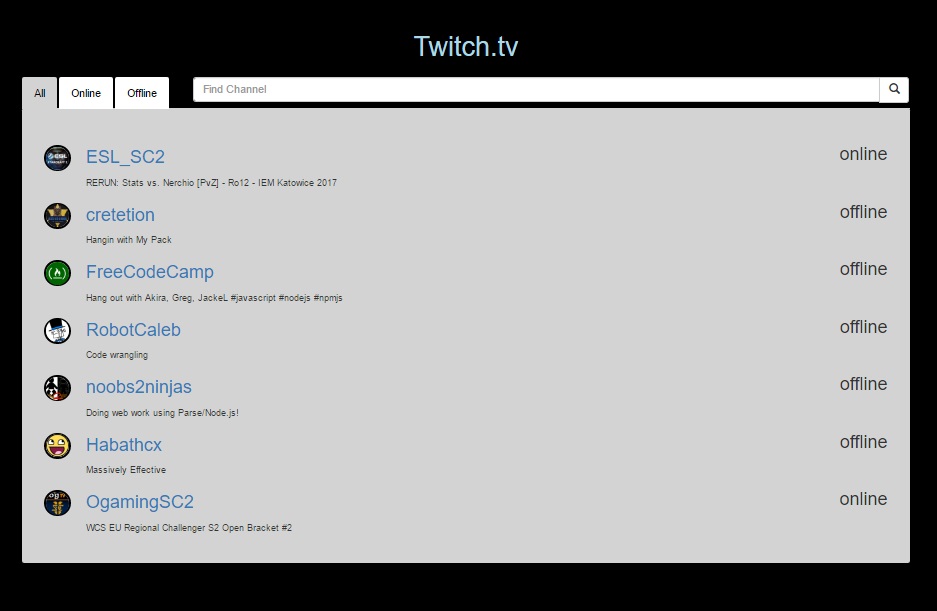 Twitch.tv
All Online Offline Find Channel
ESL_SC2 online
RERUN: Stats vs. Nerchio [PvZ] - Ro12 - IEM Katowice 2017
cretetion offline
Hangin with My Pack
FreeCodeCamp offline
Hang out with Akira, Greg, JackeL #javascript #nodejs #npmjs
RobotCaleb offline
Code wrangling
noobs2ninjas offline
Doing web work using Parse/Node.js!
Habathcx offline
Massively Effective
OgamingSC2 online
WCS EU Regional Challenger S2 Open Bracket #2